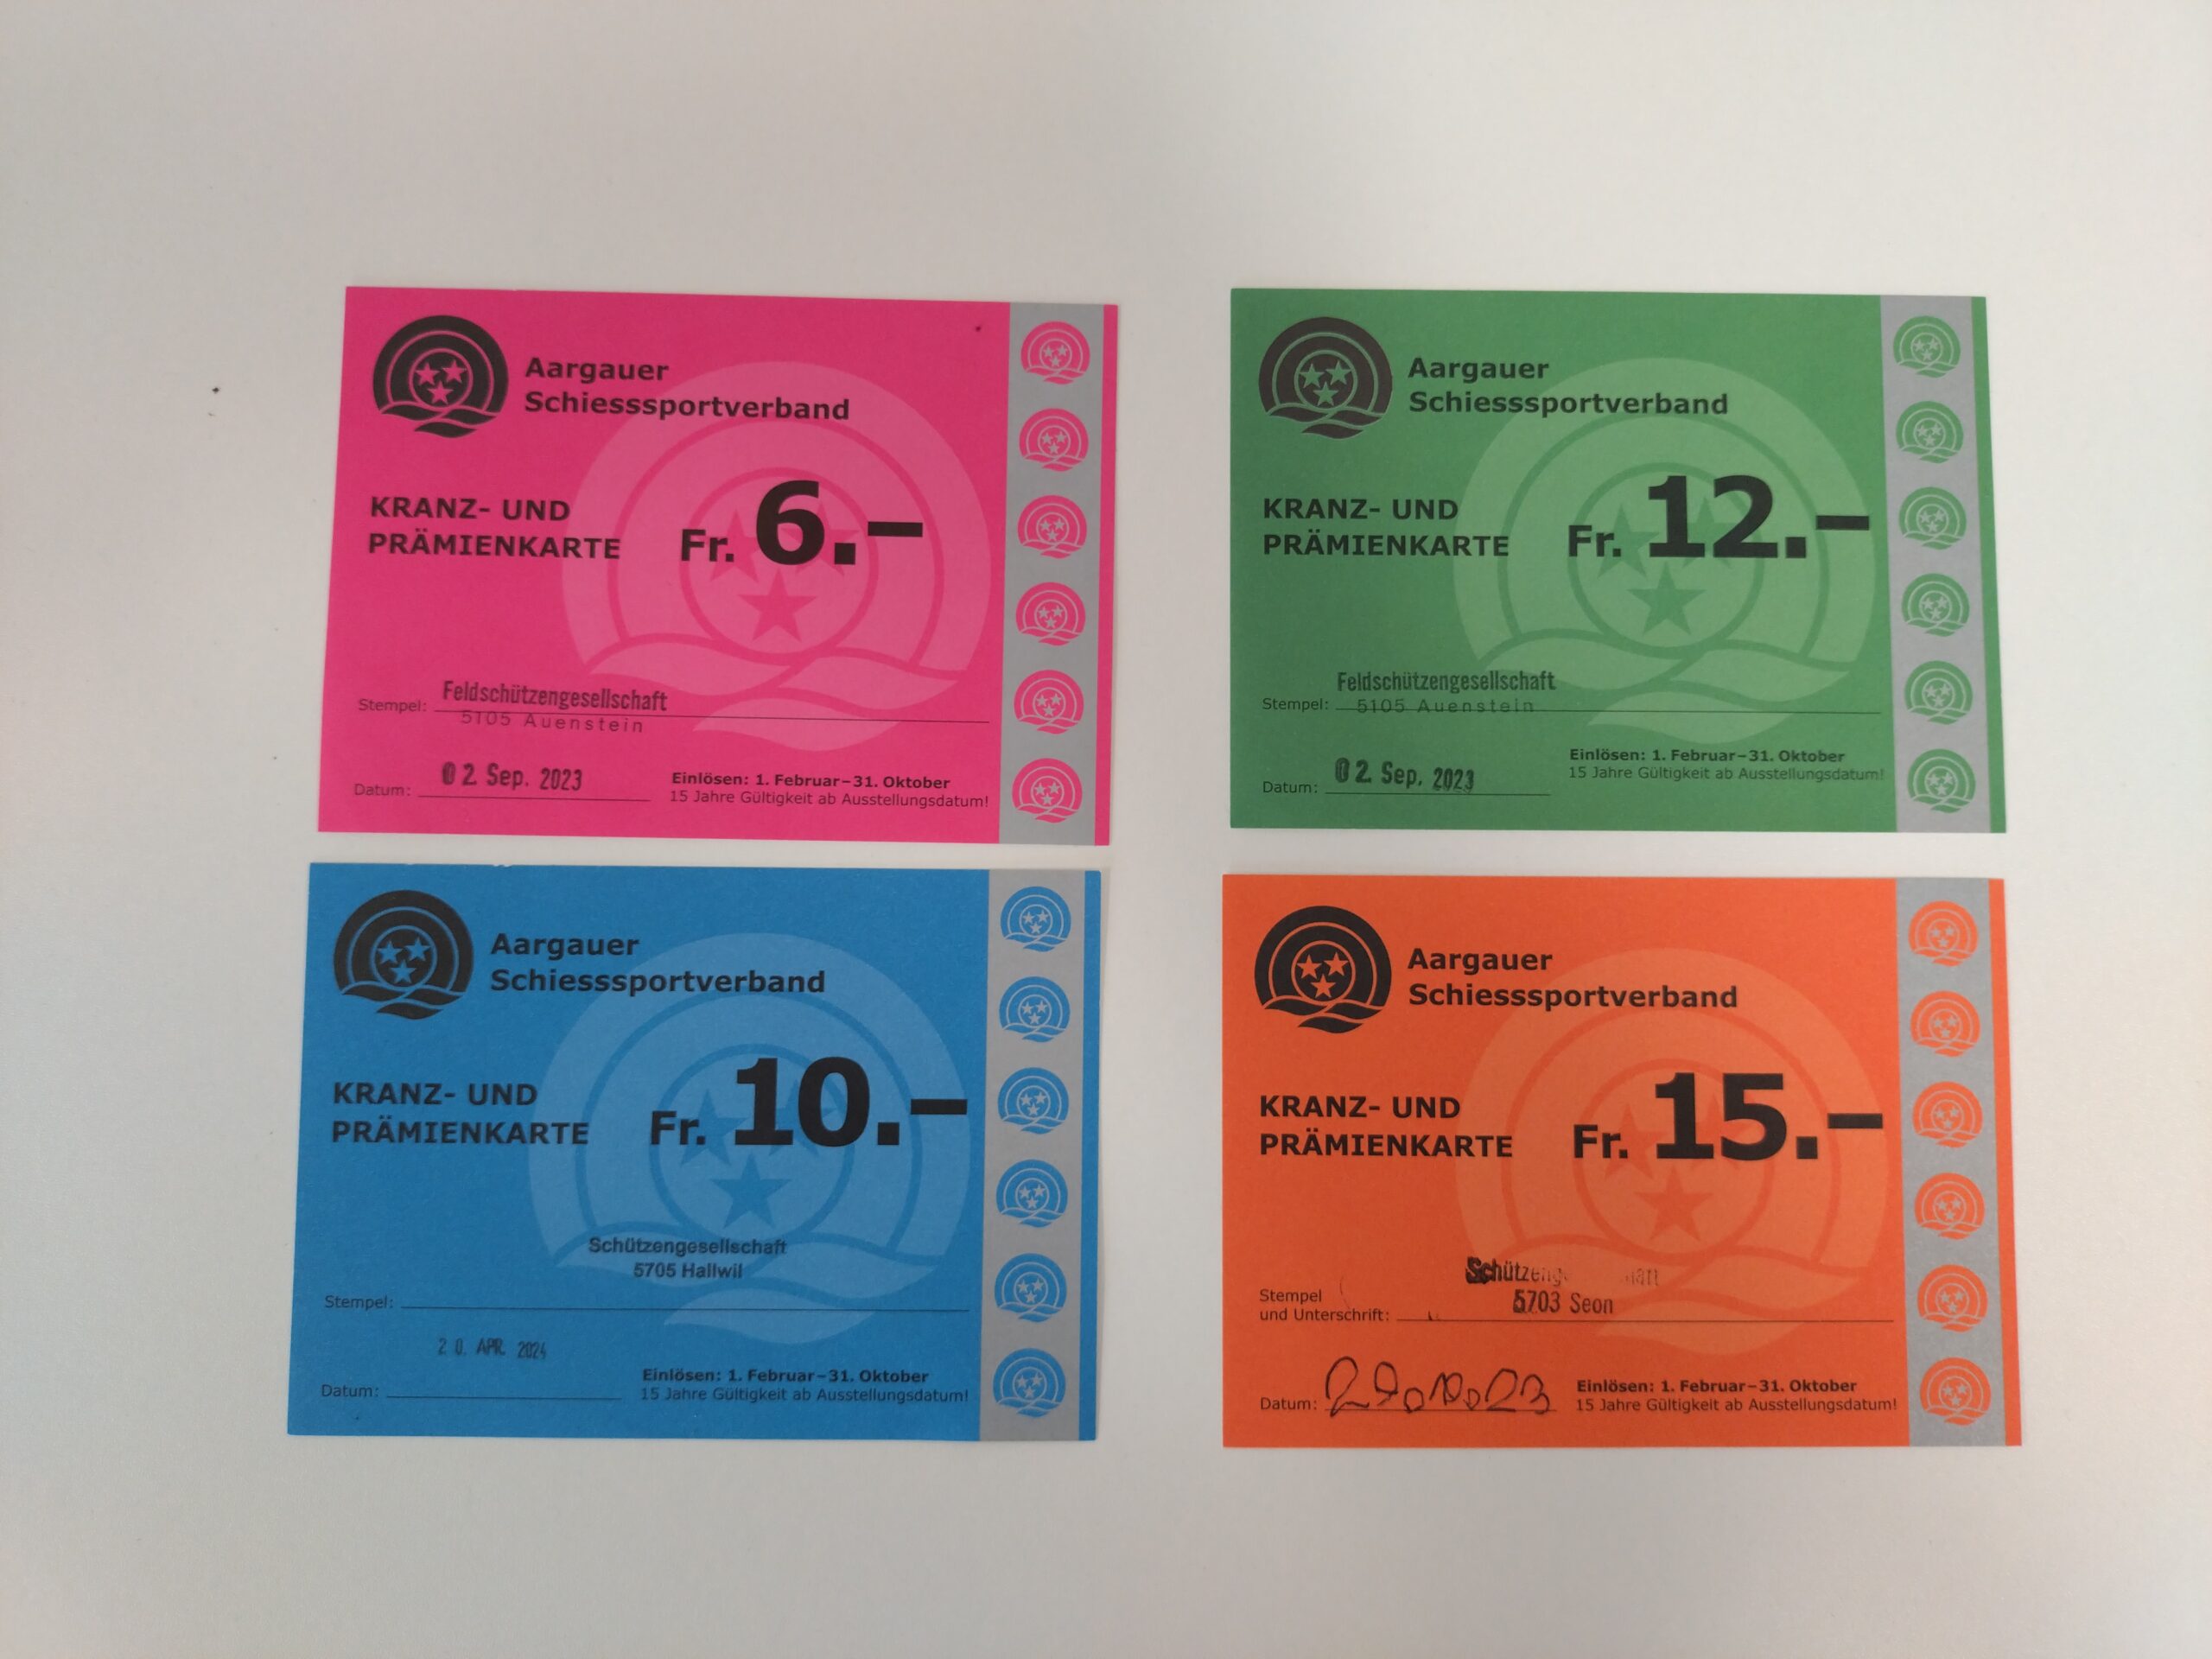 Aargauer
Schiesssportverband
KRANZ- UND
PRÄMIENKARTE
Fr. 6.–
Stempel: Feldschützengesellschaft
5105 Auenstein
Datum: 02. Sep. 2023
Einlösen: 1. Februar–31. Oktober
15 Jahre Gültigkeit ab Ausstellungsdatum!
Aargauer
Schiesssportverband
KRANZ- UND
PRÄMIENKARTE
Fr. 12.–
Stempel: Feldschützengesellschaft
5105 Auenstein
Datum: 02. Sep. 2023
Einlösen: 1. Februar–31. Oktober
15 Jahre Gültigkeit ab Ausstellungsdatum!
Aargauer
Schiesssportverband
KRANZ- UND
PRÄMIENKARTE
Fr. 10.–
Schützengesellschaft
5705 Hallwil
Stempel:
20. APR. 2024
Datum:
Einlösen: 1. Februar–31. Oktober
15 Jahre Gültigkeit ab Ausstellungsdatum!
Aargauer
Schiesssportverband
KRANZ- UND
PRÄMIENKARTE
Fr. 15.–
Stempel
und Unterschrift:
5703 Seon
Datum:
Einlösen: 1. Februar–31. Oktober
15 Jahre Gültigkeit ab Ausstellungsdatum!